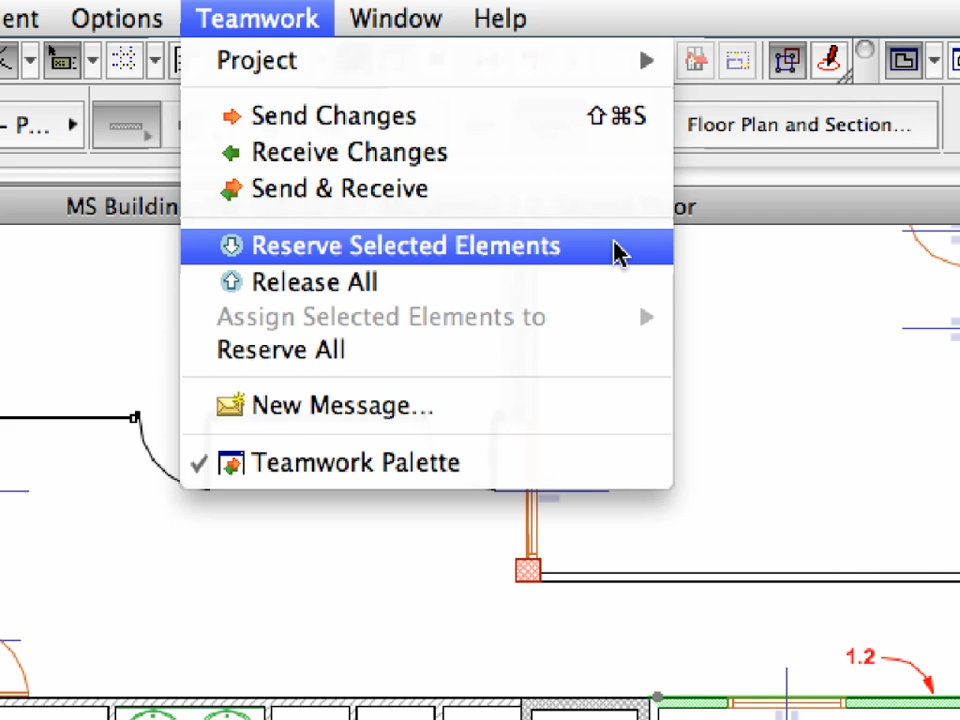 ent Options Teamwork Window Help
Project
Send Changes ⇧⌘S
Receive Changes
Send & Receive
- P...
Floor Plan and Section...
MS Buildin
or
Reserve Selected Elements
Release All
Assign Selected Elements to
Reserve All
New Message...
Teamwork Palette
1.2